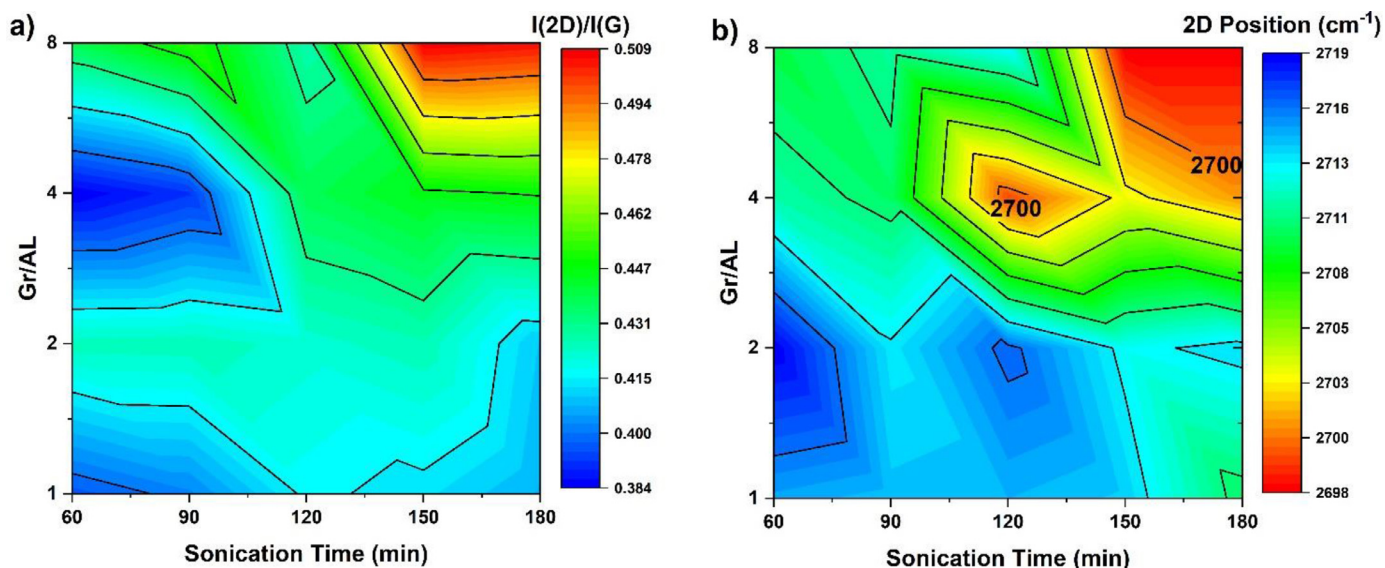 a)
I(2D)/I(G)
8
4
2
1
Gr/AL
60 90 120 150 180
Sonication Time (min)
0.509
0.494
0.478
0.462
0.447
0.431
0.415
0.400
0.384
b)
2D Position (cm⁻¹)
8
4
2
1
Gr/AL
2700
2700
60 90 120 150 180
Sonication Time (min)
2719
2716
2713
2711
2708
2705
2703
2700
2698